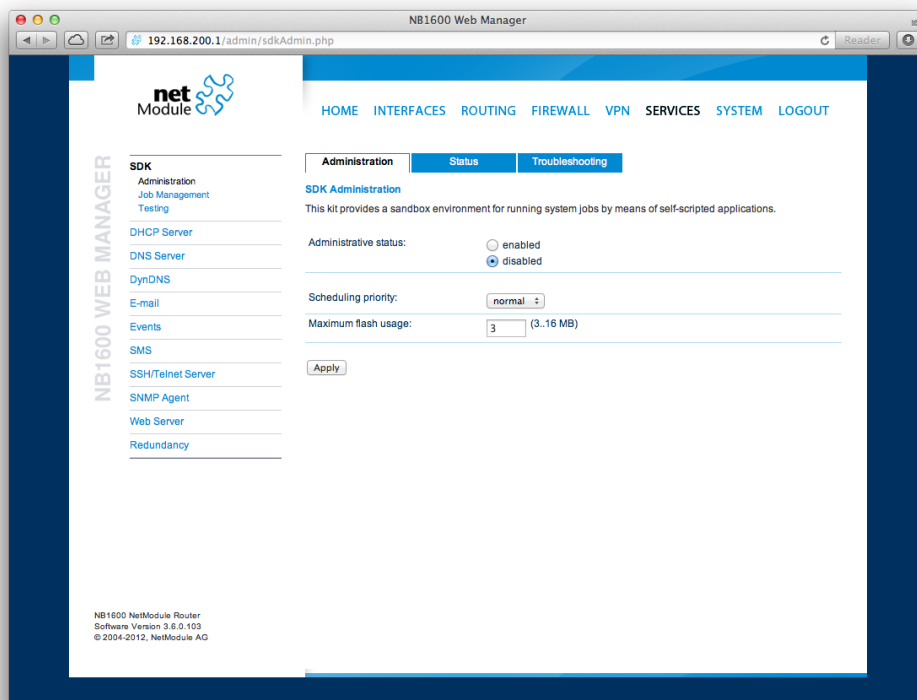 NB1600 Web Manager
192.168.200.1/admin/sdkAdmin.php
Reader
net
Module
HOME INTERFACES ROUTING FIREWALL VPN SERVICES SYSTEM LOGOUT
NB1600 WEB MANAGER
SDK
Administration
Job Management
Testing
DHCP Server
DNS Server
DynDNS
E-mail
Events
SMS
SSH/Telnet Server
SNMP Agent
Web Server
Redundancy
Administration Status Troubleshooting
SDK Administration
This kit provides a sandbox environment for running system jobs by means of self-scripted applications.
Administrative status:
enabled
disabled
Scheduling priority: normal
Maximum flash usage: 3 (3..16 MB)
Apply
NB1600 NetModule Router
Software Version 3.6.0.103
© 2004-2012, NetModule AG